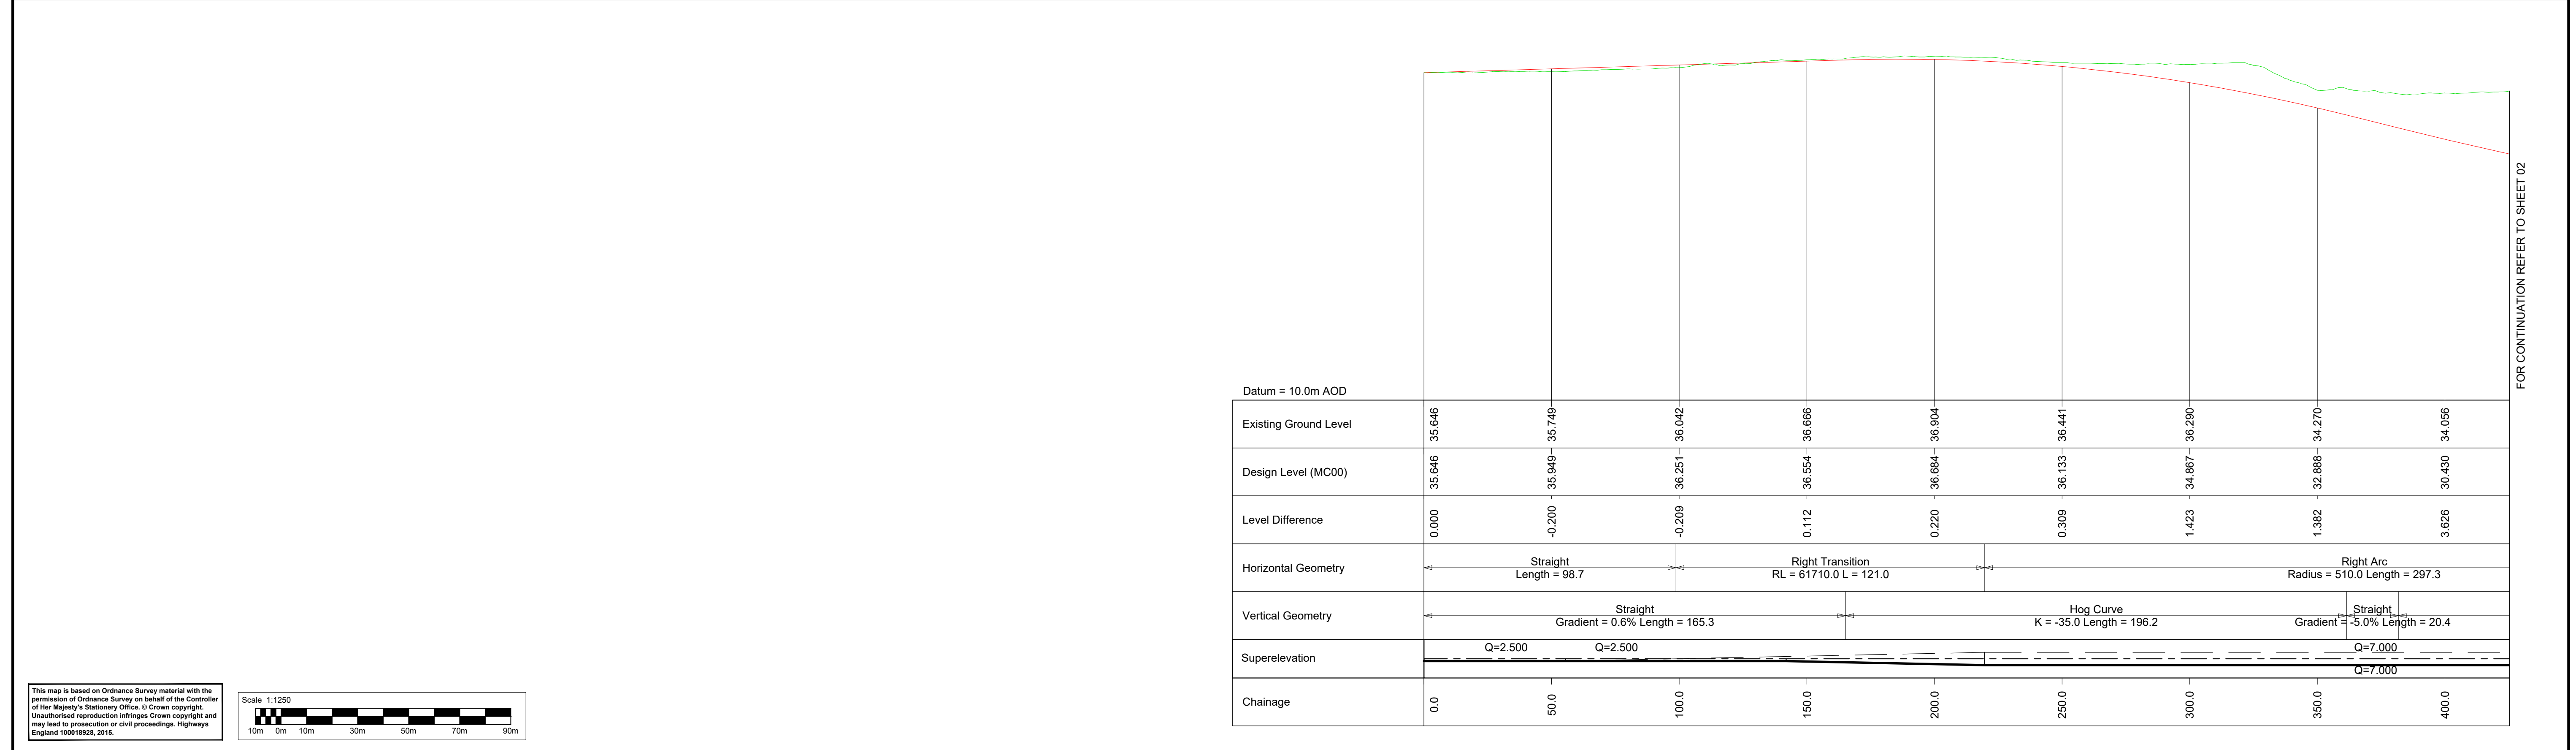 FOR CONTINUATION REFER TO SHEET 02
Datum = 10.0m AOD
Existing Ground Level 35.646 35.749 36.042 36.666 36.904 36.441 36.290 34.270 34.056
Design Level (MC00) 35.646 35.949 36.251 36.554 36.684 36.133 34.867 32.888 30.430
Level Difference 0.000 -0.200 -0.209 0.112 0.220 0.309 1.423 1.382 3.626
Horizontal Geometry
Straight
Length = 98.7
Right Transition
RL = 61710.0 L = 121.0
Right Arc
Radius = 510.0 Length = 297.3
Vertical Geometry
Straight
Gradient = 0.6% Length = 165.3
Hog Curve
K = -35.0 Length = 196.2
Straight
Gradient = -5.0% Length = 20.4
Superelevation
Q=2.500 Q=2.500 Q=7.000
Q=7.000
Chainage 0.0 50.0 100.0 150.0 200.0 250.0 300.0 350.0 400.0
This map is based on Ordnance Survey material with the
permission of Ordnance Survey on behalf of the Controller
of Her Majesty's Stationery Office. © Crown copyright.
Unauthorised reproduction infringes Crown copyright and
may lead to prosecution or civil proceedings. Highways
England 100018928, 2015.
Scale 1:1250
10m 0m 10m 30m 50m 70m 90m